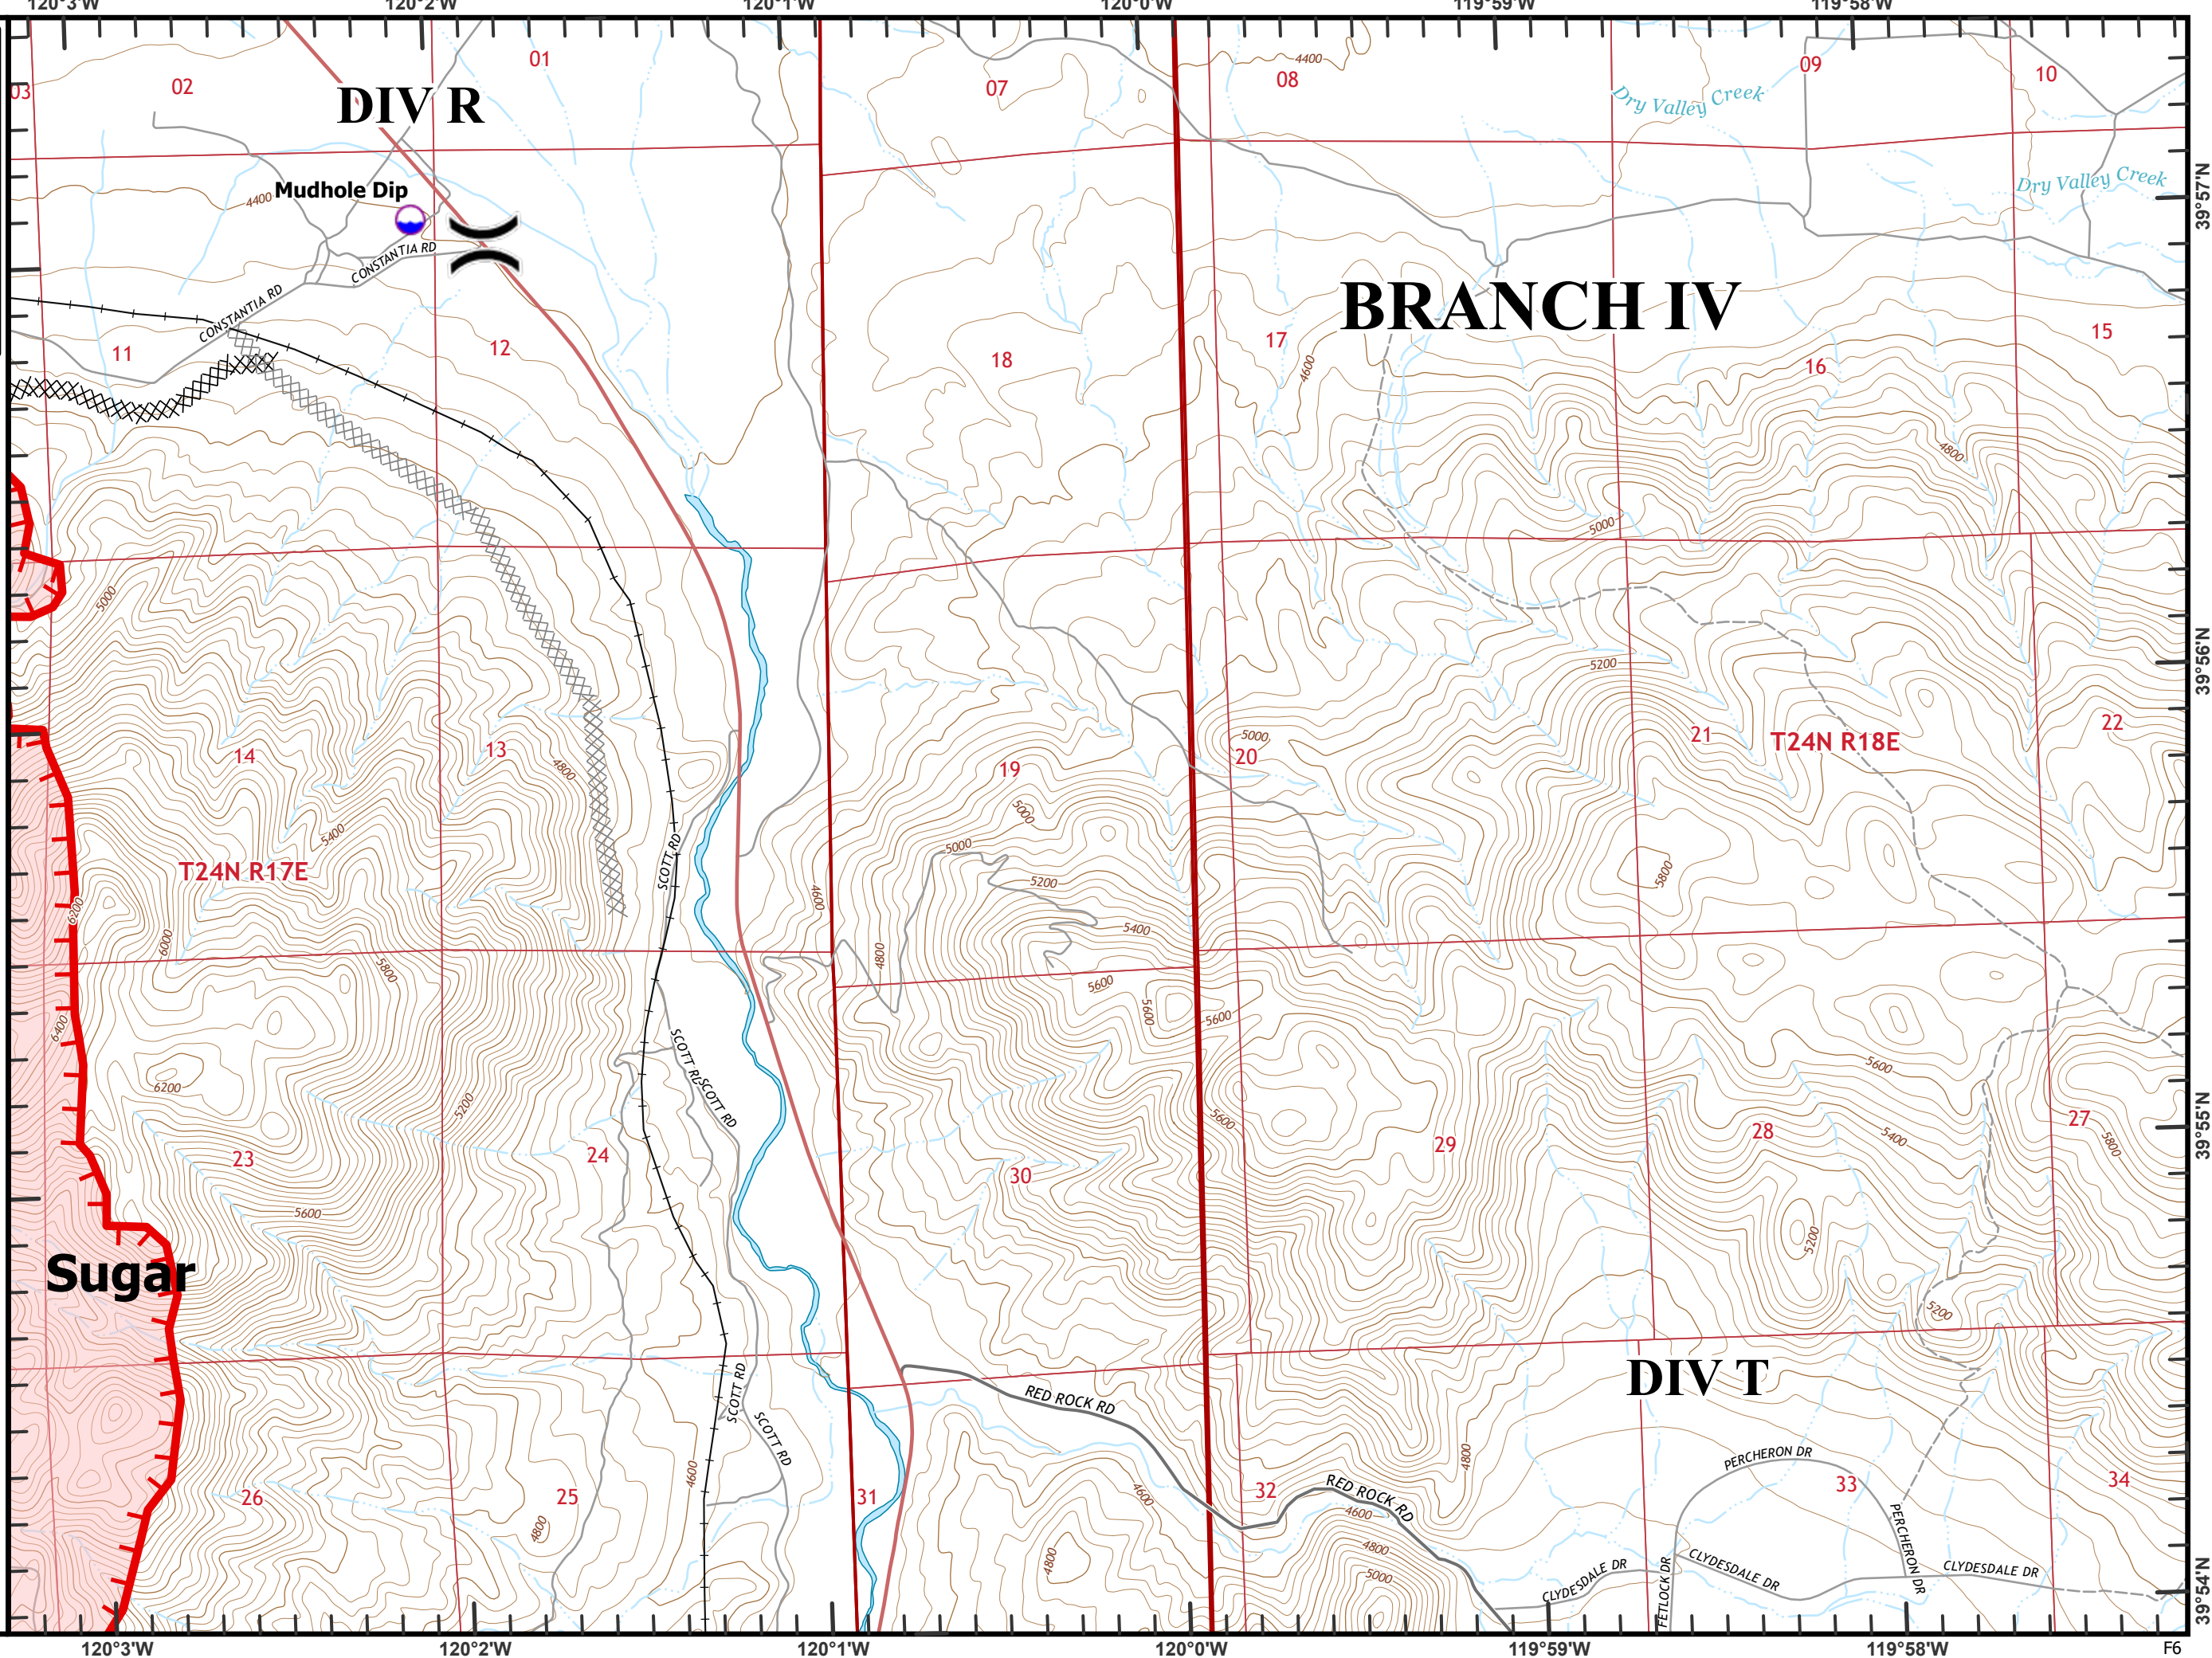 120°3'W 120°2'W 120°1'W 120°0'W 119°59'W 119°58'W
01
02
03
07
08
09
10
4400
DIV R
Dry Valley Creek
Dry Valley Creek
39°57'N
Mudhole Dip
4400
CONSTANTIA RD
CONSTANTIA RD
BRANCH IV
11
12
18
17
16
15
4600
4800
5000
5000
39°56'N
5200
14
13
4800
5400
T24N R17E
19
5000
5000
20
5000
21
T24N R18E
22
SCOTT RD
5200
5400
5800
4600
4800
6200
6000
5800
6400
5600
5600
5600
5600
6200
5200
SCOTT RD
SCOTT RD
23
24
30
29
28
27
5600
5400
5800
39°55'N
5600
5200
5200
Sugar
DIV T
SCOTT RD
SCOTT RD
RED ROCK RD
RED ROCK RD
PERCHERON DR
PERCHERON DR
26
25
31
32
33
34
4600
4800
4600
4800
4800
4600
4800
5000
CLYDESDALE DR
CLYDESDALE DR
CLYDESDALE DR
FETLOCK DR
39°54'N
120°3'W 120°2'W 120°1'W 120°0'W 119°59'W 119°58'W
F6